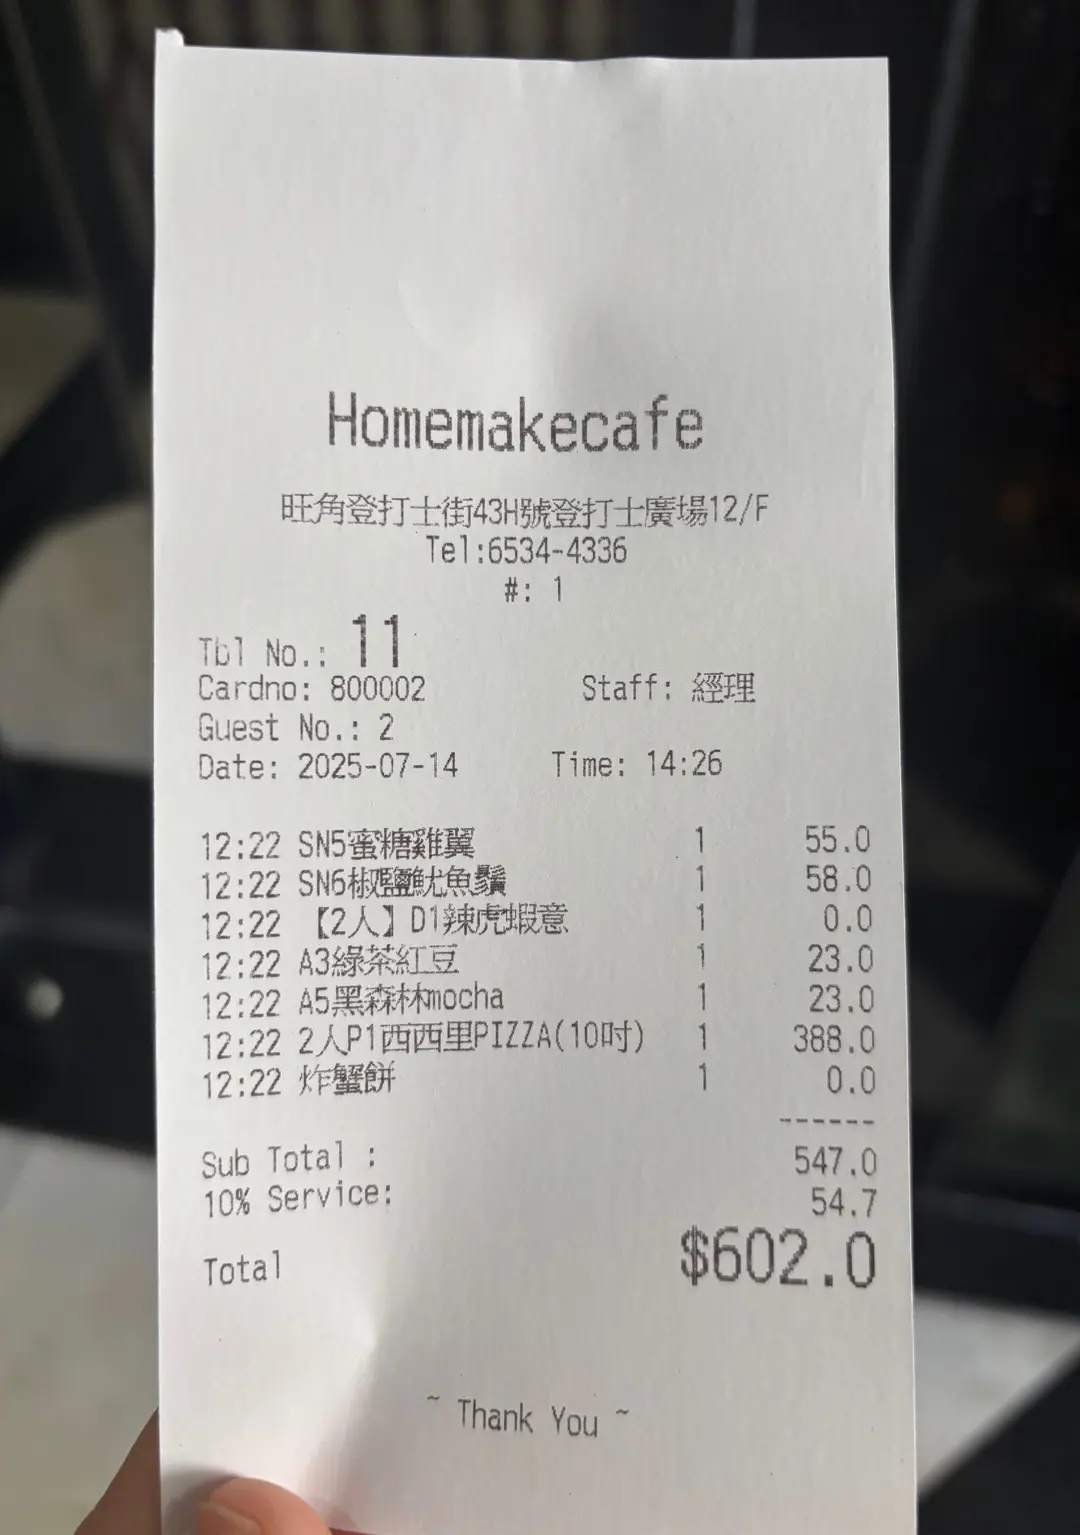 Homemakecafe
旺角登打士街43H號登打士廣場12/F
Tel:6534-4336
#: 1
Tbl No.: 11
Cardno: 800002 Staff: 經理
Guest No.: 2
Date: 2025-07-14 Time: 14:26
12:22 SN5蜜糖雞翼 1 55.0
12:22 SN6椒鹽魷魚鬚 1 58.0
12:22 【2人】D1辣虎蝦意 1 0.0
12:22 A3綠茶紅豆 1 23.0
12:22 A5黑森林mocha 1 23.0
12:22 2人P1西西里PIZZA(10吋) 1 388.0
12:22 炸蟹餅 1 0.0
------
Sub Total : 547.0
10% Service: 54.7
Total $602.0
~ Thank You ~